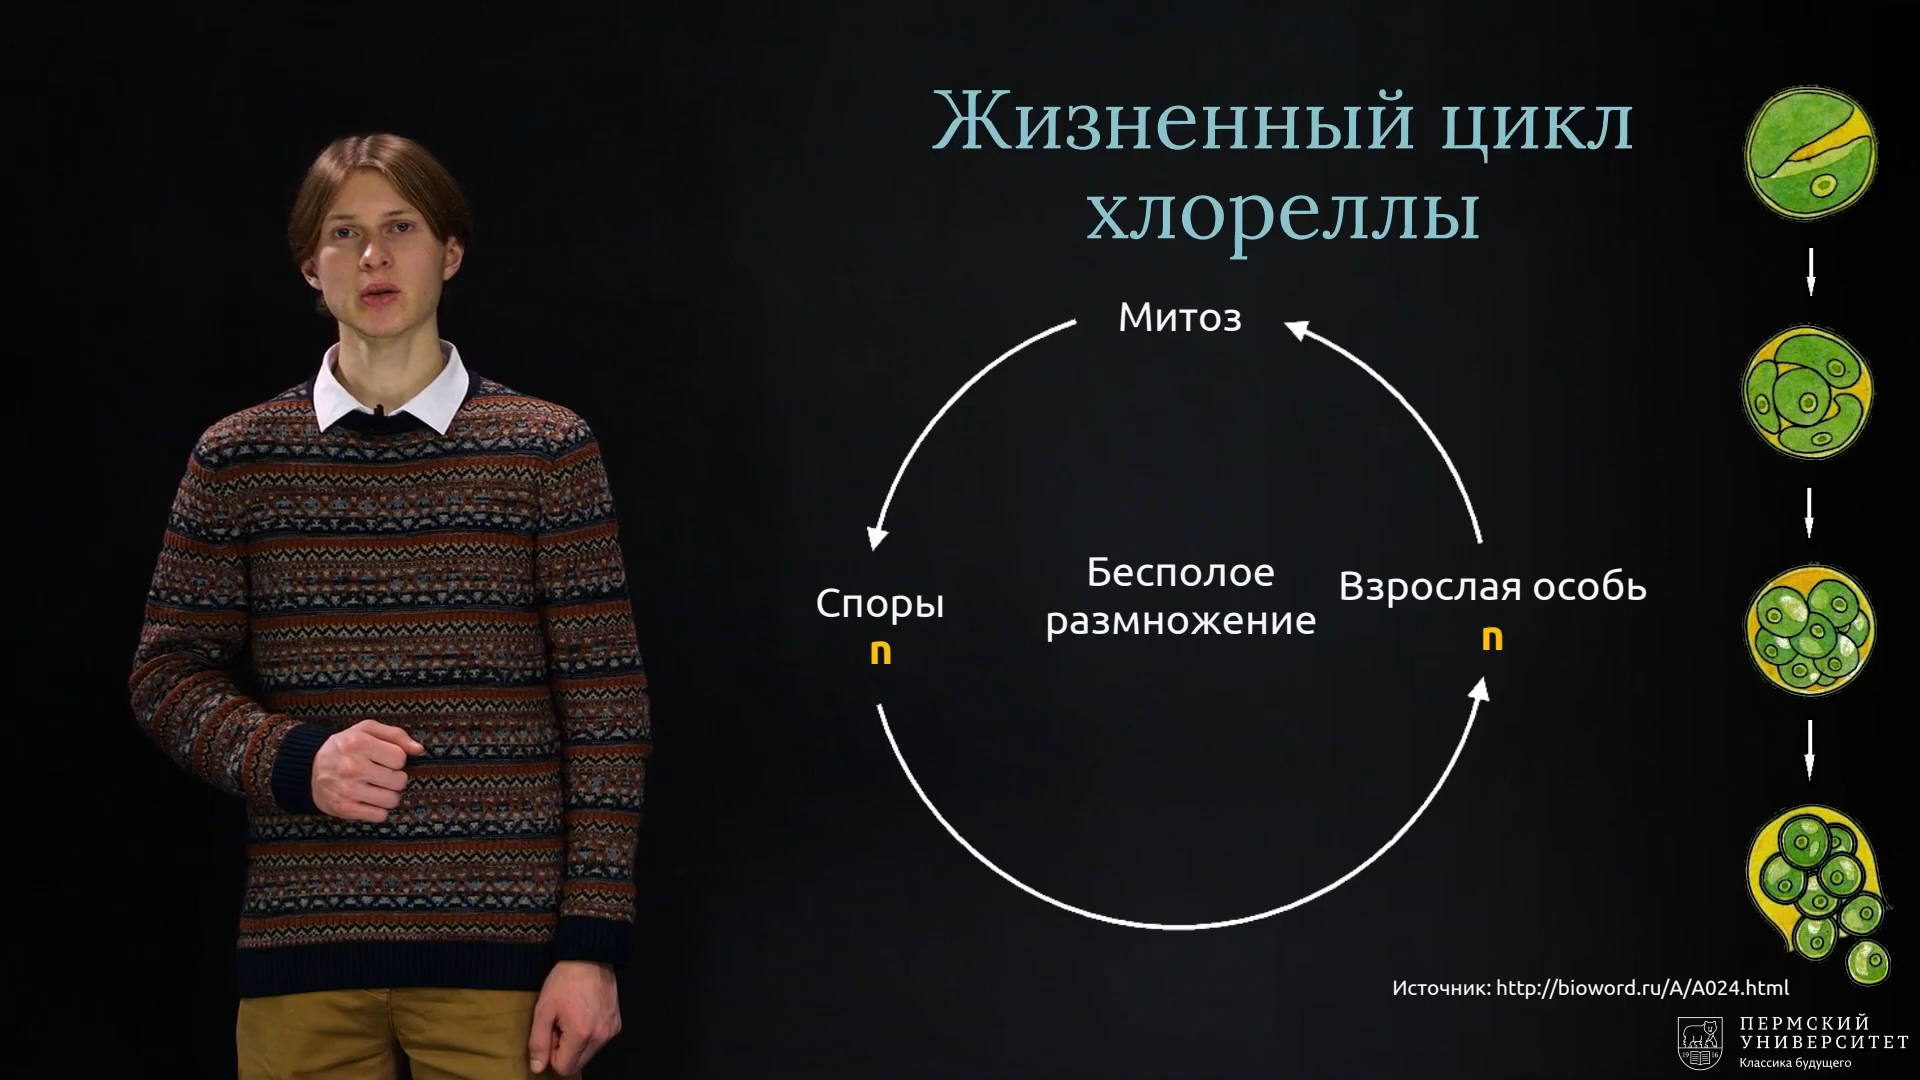 Жизненный цикл
хлореллы
Митоз
Бесполое
размножение
Взрослая особь
n
Споры
n
Источник: http://bioword.ru/A/A024.html
ПЕРМСКИЙ
УНИВЕРСИТЕТ
Классика будущего
1916